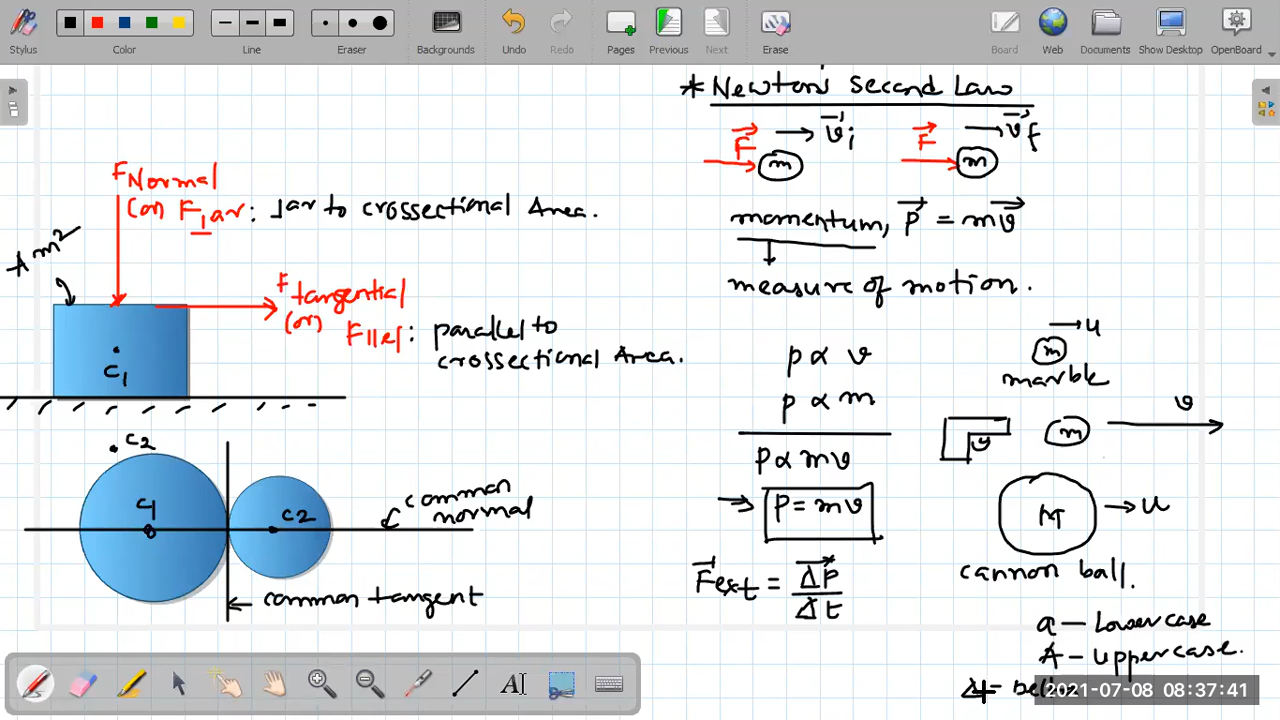 Stylus
Color
Line
Eraser
Backgrounds
Undo
Redo
Pages
Previous
Next
Erase
Board
Web
Documents
Show Desktop
OpenBoard
F Normal
(or) F⊥ar : ⊥ar to crossectional Area.
A m²
F tangential
(or) F||el : parallel to
crossectional Area.
C1
C2
C1
C2
common
normal
common tangent
* Newton's Second Law
F→ v→i F→ v→f
m m
momentum, p→ = mv→
measure of motion.
p ∝ v
p ∝ m
p ∝ mv
p = mv
F→ext = Δp→
Δt
u
m
marble
v
m
M u
cannon ball.
a – Lowercase
A – uppercase.
Δ –
2021-07-08 08:37:41